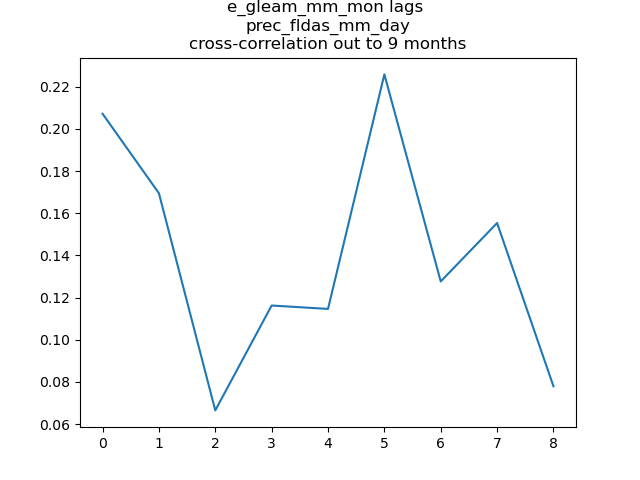 e_gleam_mm_mon lags
prec_fldas_mm_day
cross-correlation out to 9 months
0.22
0.20
0.18
0.16
0.14
0.12
0.10
0.08
0.06
0 1 2 3 4 5 6 7 8